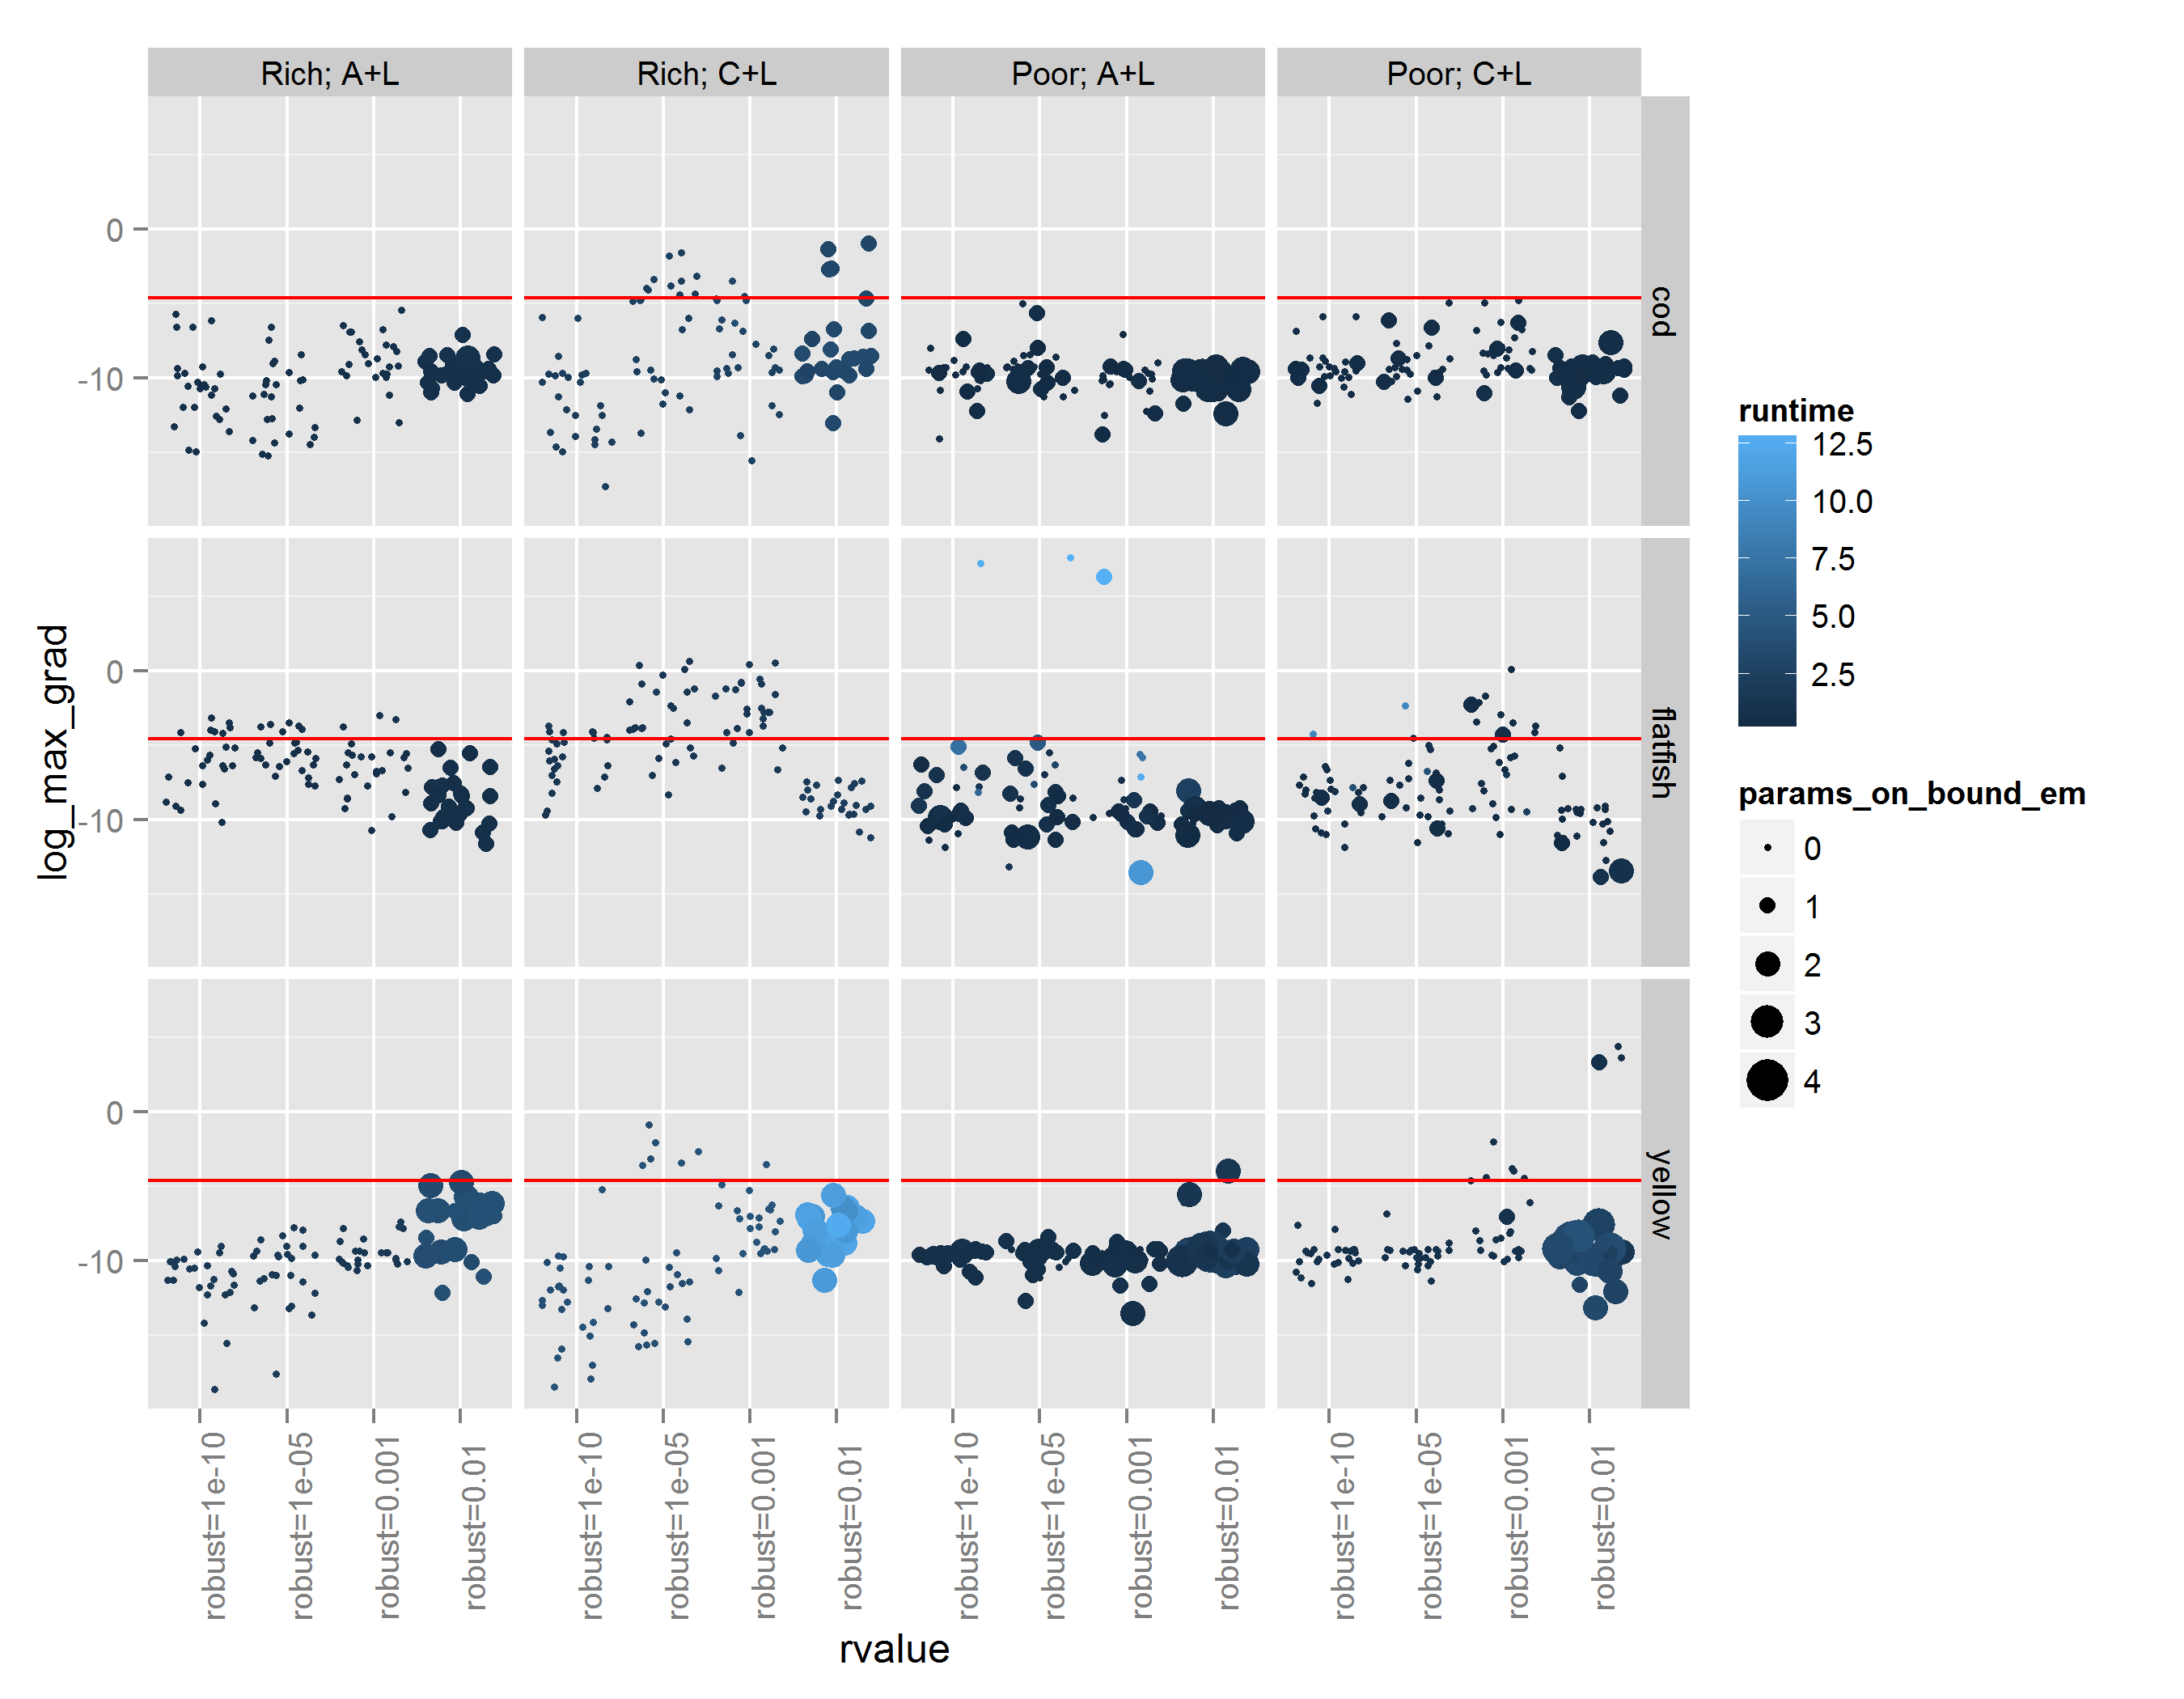 Rich; A+L
Rich; C+L
Poor; A+L
Poor; C+L
log_max_grad
0
-10
cod
0
-10
flatfish
0
-10
yellow
robust=1e-10
robust=1e-05
robust=0.001
robust=0.01
robust=1e-10
robust=1e-05
robust=0.001
robust=0.01
robust=1e-10
robust=1e-05
robust=0.001
robust=0.01
robust=1e-10
robust=1e-05
robust=0.001
robust=0.01
rvalue
runtime
12.5
10.0
7.5
5.0
2.5
params_on_bound_em
0
1
2
3
4